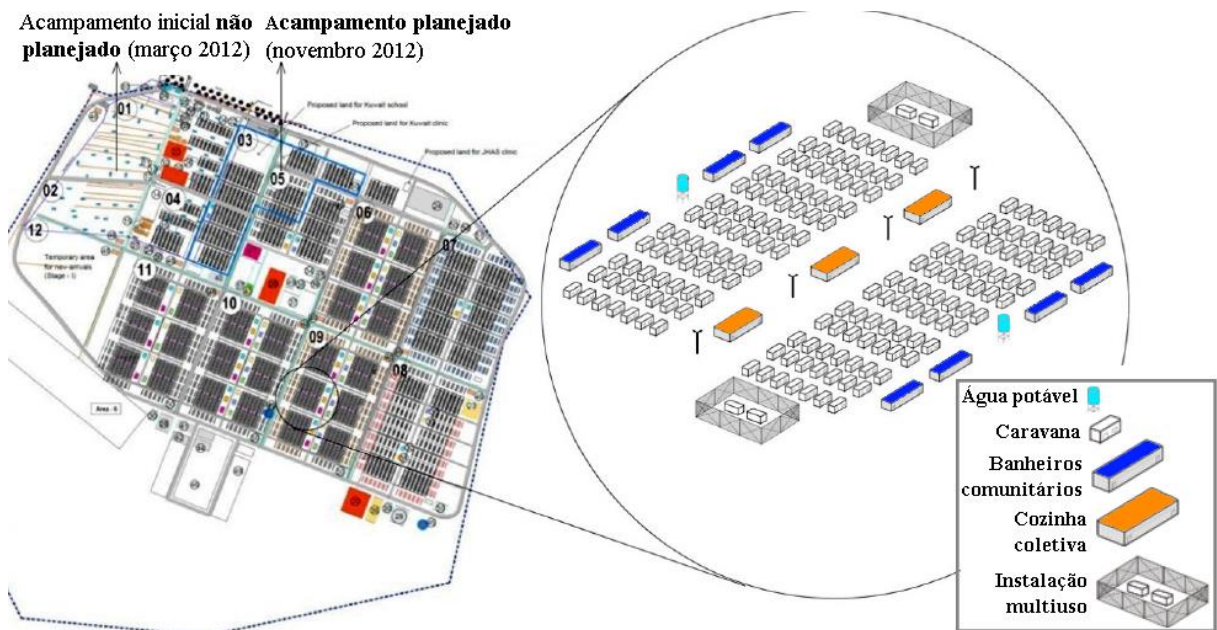 Acampamento inicial não
planejado (março 2012)
Acampamento planejado
(novembro 2012)
01
02
12
03
04
05
06
07
11
10
09
08
Proposed land for Kuwait school
Proposed land for Kuwait clinic
Proposed land for JHAS clinic
Temporary area
for new arrivals
(Stage - I)
Água potável
Caravana
Banheiros
comunitários
Cozinha
coletiva
Instalação
multiuso